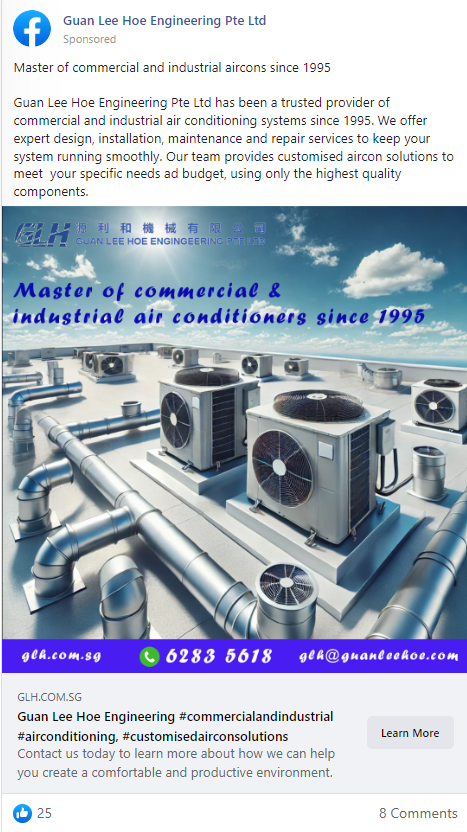 Guan Lee Hoe Engineering Pte Ltd
Sponsored
Master of commercial and industrial aircons since 1995
Guan Lee Hoe Engineering Pte Ltd has been a trusted provider of
commercial and industrial air conditioning systems since 1995. We offer
expert design, installation, maintenance and repair services to keep your
system running smoothly. Our team provides customised aircon solutions to
meet  your specific needs ad budget, using only the highest quality
components.
GLH 原利和機械有限公司
GUAN LEE HOE ENGINGEERING PTE LTD
Master of commercial &
industrial air conditioners since 1995
glh.com.sg 6283 5618 glh@guanleehoe.com
GLH.COM.SG
Guan Lee Hoe Engineering #commercialandindustrial
#airconditioning, #customisedairconsolutions
Contact us today to learn more about how we can help
you create a comfortable and productive environment.
Learn More
25 8 Comments